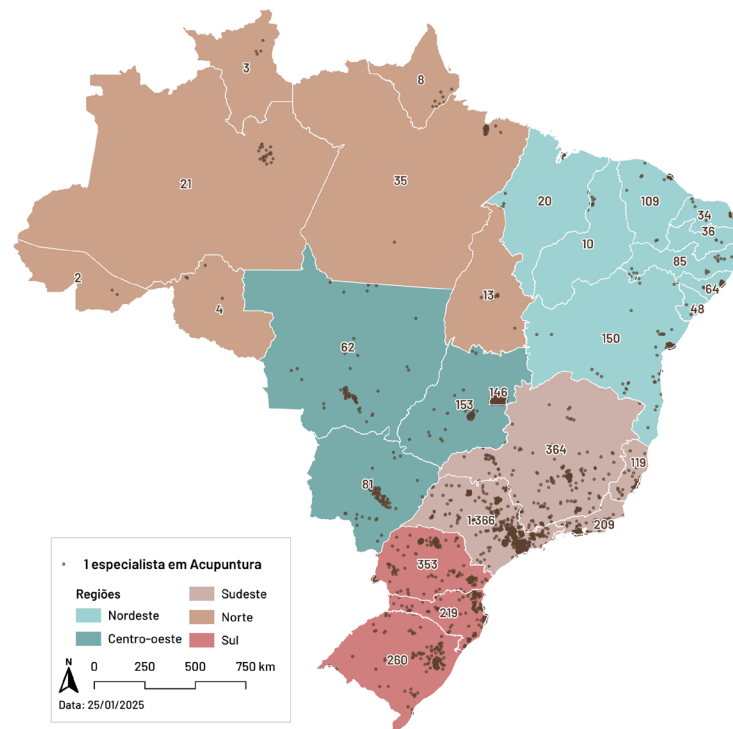 3
8
21
35
20
109
34
36
10
85
2
13
64
4
48
62
150
146
153
364
119
81
1.366
209
353
219
260
1 especialista em Acupuntura
Regiões
Sudeste
Nordeste
Norte
Centro-oeste
Sul
N
0 250 500 750 km
Data: 25/01/2025